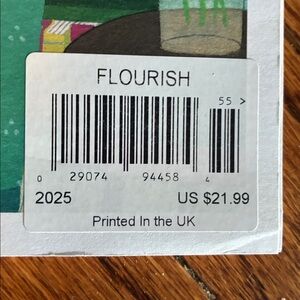 FLOURISH
55 >
0 29074 94458 4
2025 US $21.99
Printed In the UK